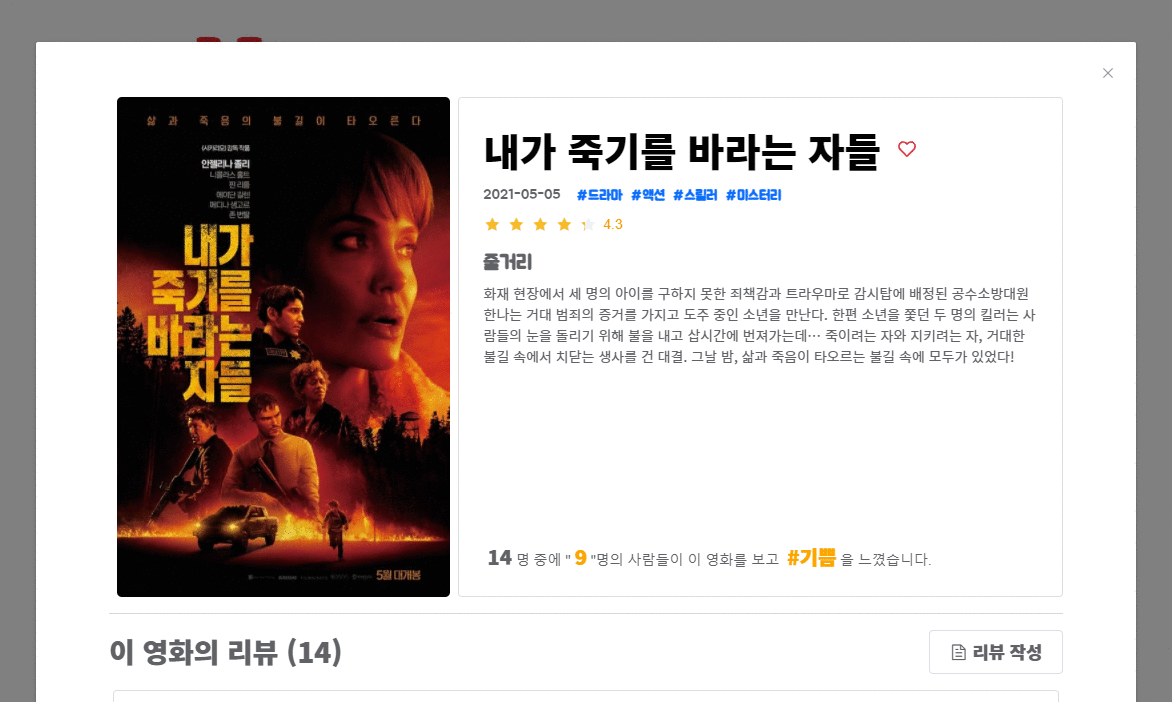 삶과 죽음의 불길이 타오른다
<시카리오> 감독 작품
안젤리나 졸리
니콜라스 홀트
핀 리틀
에이단 길렌
메디나 생고르
존 번탈
내가
죽기를
바라는
자들
5월 대개봉
내가 죽기를 바라는 자들
2021-05-05 #드라마 #액션 #스릴러 #미스터리
4.3
줄거리
화재 현장에서 세 명의 아이를 구하지 못한 죄책감과 트라우마로 감시탑에 배정된 공수소방대원
한나는 거대 범죄의 증거를 가지고 도주 중인 소년을 만난다. 한편 소년을 쫓던 두 명의 킬러는 사
람들의 눈을 돌리기 위해 불을 내고 삽시간에 번져가는데… 죽이려는 자와 지키려는 자, 거대한
불길 속에서 치닫는 생사를 건 대결. 그날 밤, 삶과 죽음이 타오르는 불길 속에 모두가 있었다!
14 명 중에 " 9 "명의 사람들이 이 영화를 보고 #기쁨 을 느꼈습니다.
이 영화의 리뷰 (14)
리뷰 작성